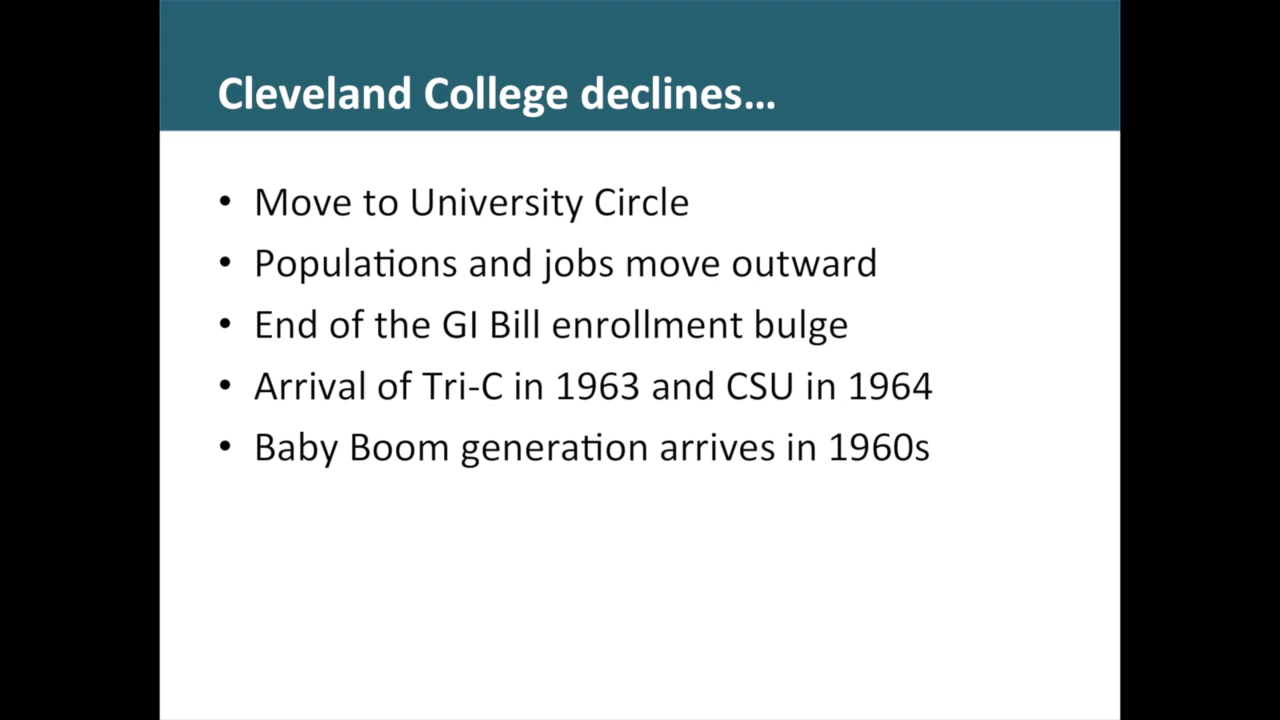 Cleveland College declines…
• Move to University Circle
• Populations and jobs move outward
• End of the GI Bill enrollment bulge
• Arrival of Tri-C in 1963 and CSU in 1964
• Baby Boom generation arrives in 1960s